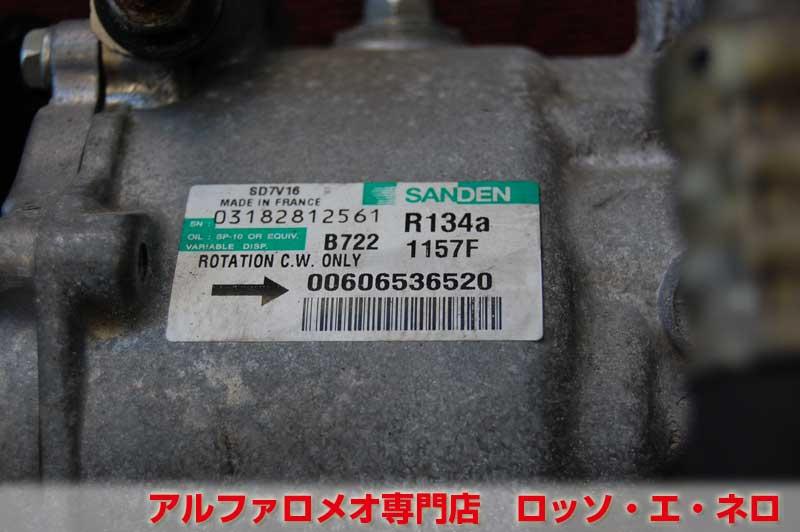 SD7V16
MADE IN FRANCE
SANDEN
SN : 03182812561
R134a
OIL : SP-10 OR EQUIV.
VARIABLE DISP.
B722
1157F
ROTATION C.W. ONLY
00606536520
アルファロメオ専門店　ロッソ・エ・ネロ